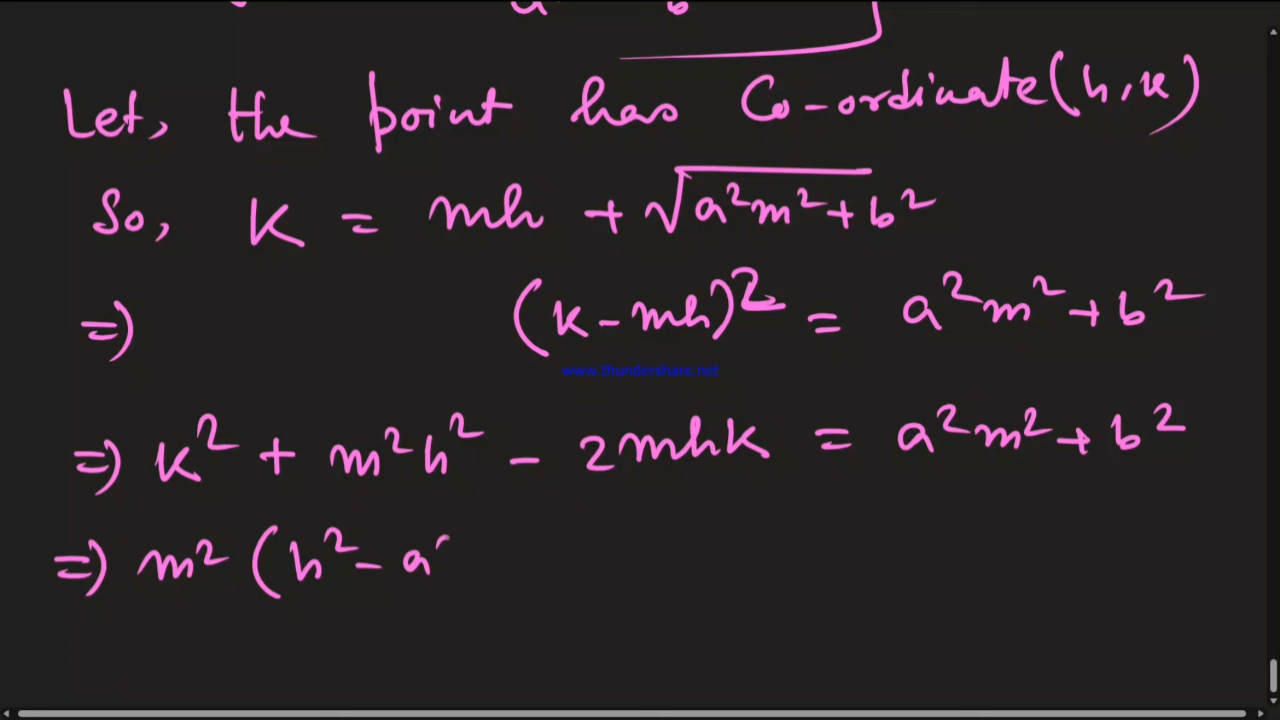 a b
Let, the point has Co-ordinate (h, k)
So, K = mh + √a²m² + b²
=> (k - mh)² = a²m² + b²
www.thundershare.net
=> k² + m²h² - 2mhk = a²m² + b²
=> m² (h² - a